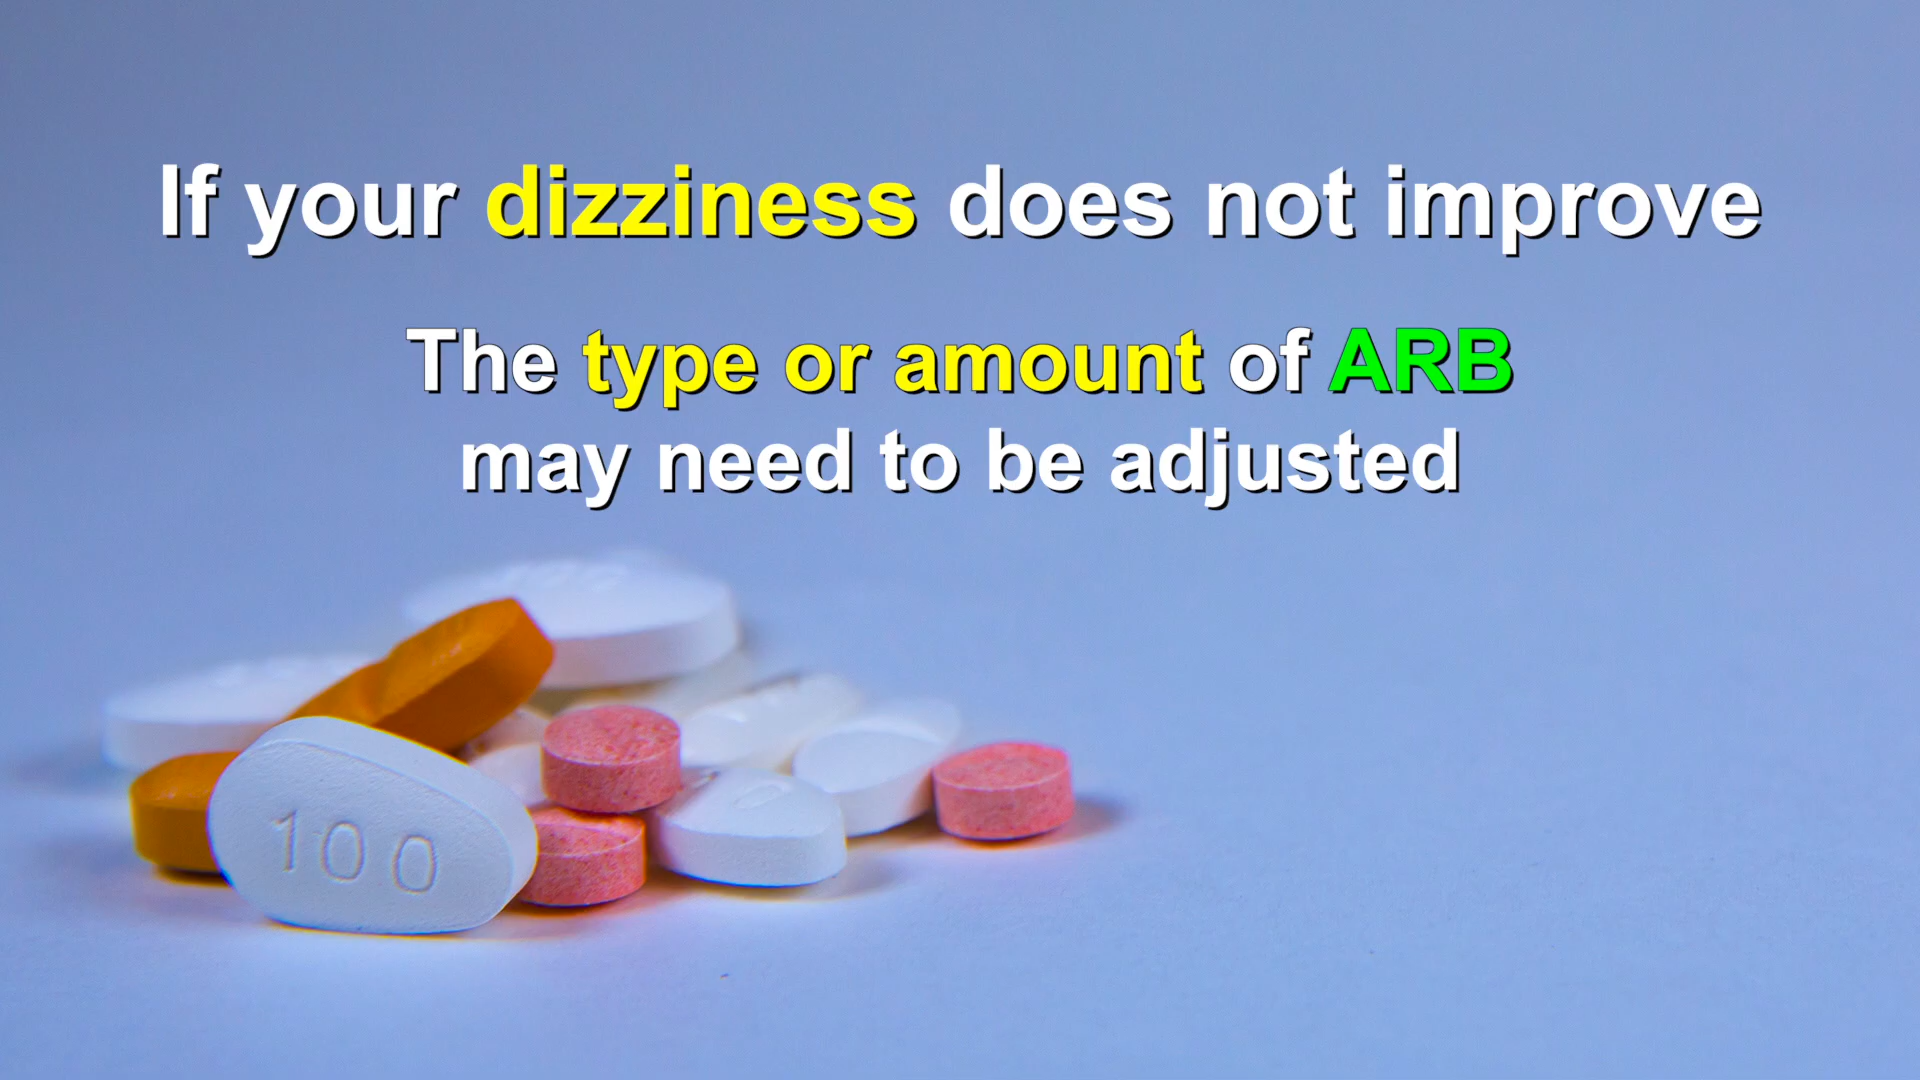 If your dizziness does not improve
The type or amount of ARB
may need to be adjusted
100